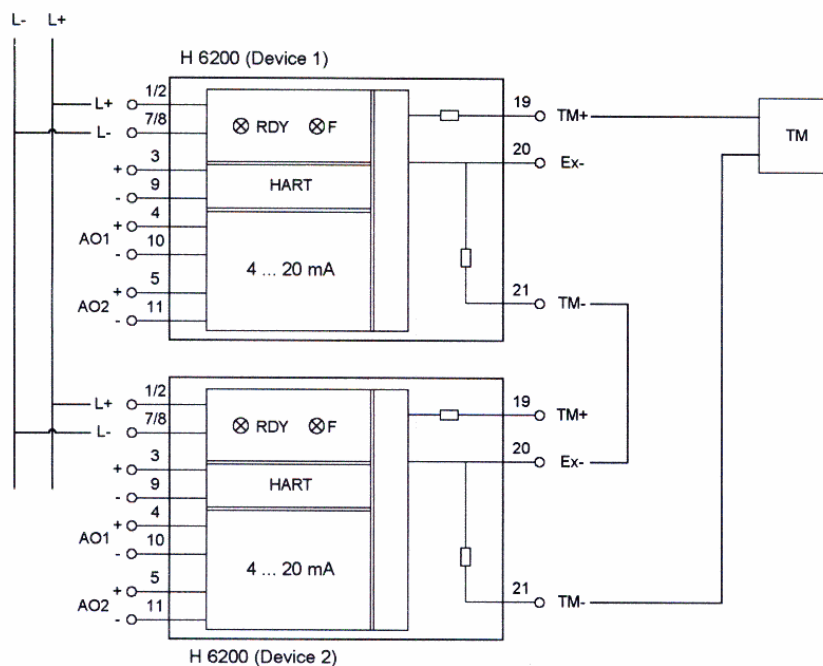 L- L+
H 6200 (Device 1)
L+ 1/2
L- 7/8
+ 3
- 9
+ 4
AO1
- 10
+ 5
AO2
- 11
RDY F
HART
4 ... 20 mA
19 TM+
20 Ex-
21 TM-
TM
L+ 1/2
L- 7/8
+ 3
- 9
+ 4
AO1
- 10
+ 5
AO2
- 11
RDY F
HART
4 ... 20 mA
19 TM+
20 Ex-
21 TM-
H 6200 (Device 2)